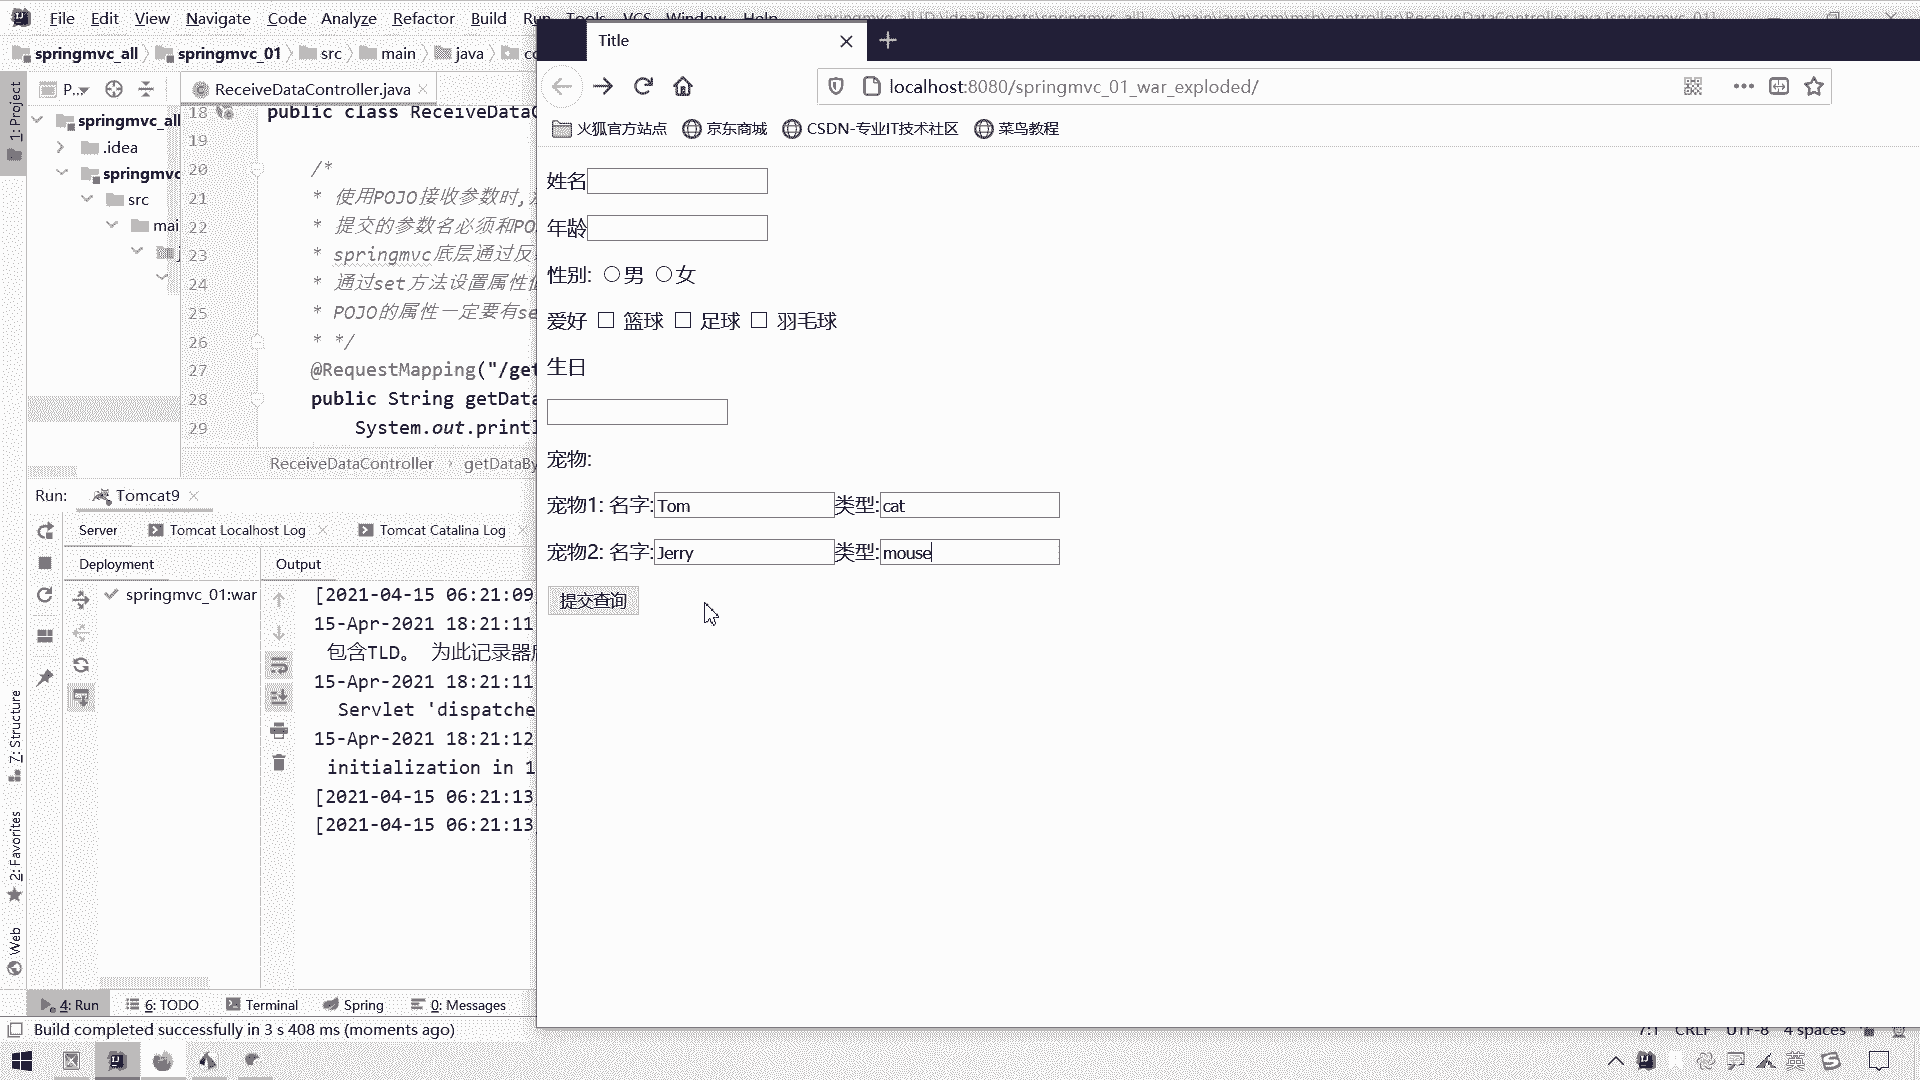 File Edit View Navigate Code Analyze Refactor Build Run Tools VCS Window Help
springmvc_all springmvc_01 src main java
1: Project
P...
springmvc_all
.idea
springmvc
src
mai
ReceiveDataController.java
18 public class ReceiveDataC
19
20 /*
21 * 使用POJO接收参数时,
22 * 提交的参数名必须和PO
23 * springmvc底层通过反
24 * 通过set方法设置属性值
25 * POJO的属性一定要有se
26 * */
27 @RequestMapping("/get
28 public String getData
29 System.out.printl
ReceiveDataController getDataBy
Run: Tomcat9
Server Tomcat Localhost Log Tomcat Catalina Log
Deployment Output
springmvc_01:war
[2021-04-15 06:21:09
15-Apr-2021 18:21:11
包含TLD。 为此记录器
15-Apr-2021 18:21:11
Servlet 'dispatche
15-Apr-2021 18:21:12
initialization in 1
[2021-04-15 06:21:13
[2021-04-15 06:21:13
7: Structure
2: Favorites
Web
4: Run 6: TODO Terminal Spring 0: Messages
Build completed successfully in 3 s 408 ms (moments ago)
7:1 CRLF UTF-8 4 spaces
Title
localhost:8080/springmvc_01_war_exploded/
火狐官方站点 京东商城 CSDN-专业IT技术社区 菜鸟教程
姓名
年龄
性别: 男 女
爱好 篮球 足球 羽毛球
生日
宠物:
宠物1: 名字:Tom 类型:cat
宠物2: 名字:Jerry 类型:mouse
提交查询
英